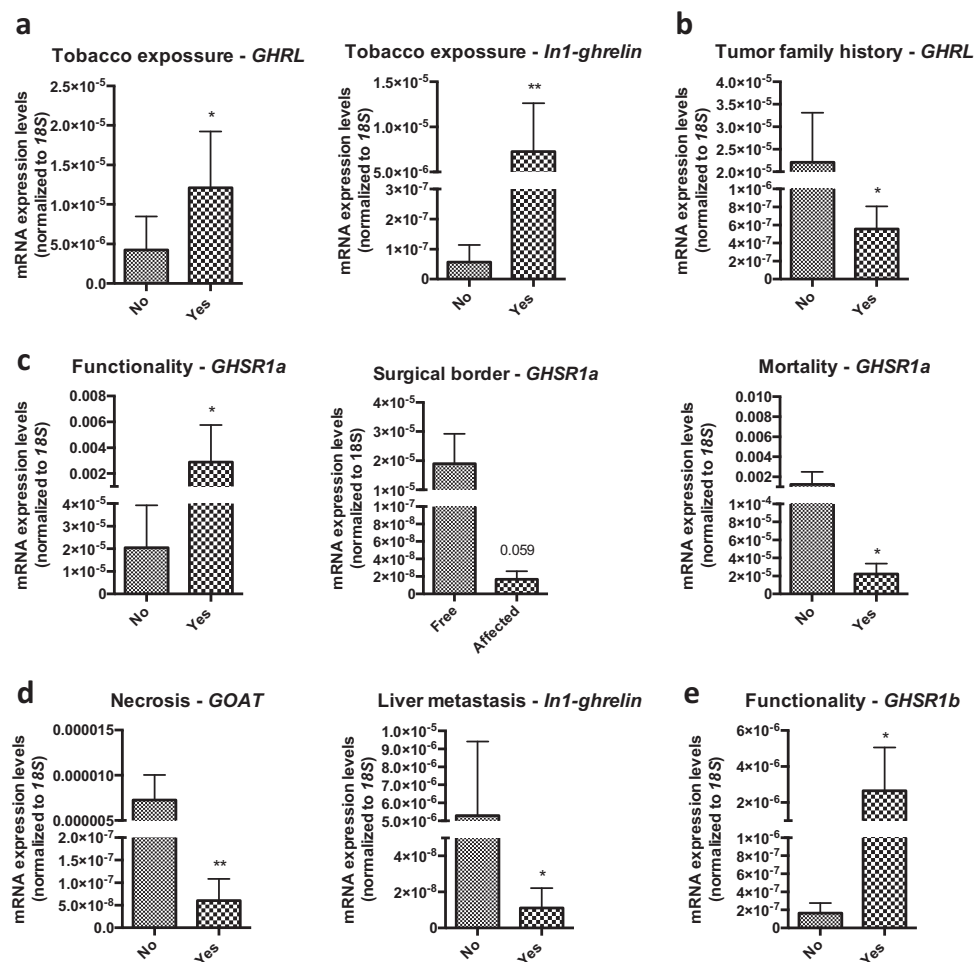 a
Tobacco expossure - GHRL
mRNA expression levels
(normalized to 18S)
2.5×10⁻⁵
2.0×10⁻⁵
1.5×10⁻⁵
1.0×10⁻⁵
5.0×10⁻⁶
0.0
*
No
Yes
Tobacco expossure - In1-ghrelin
mRNA expression levels
(normalized to 18S)
1.5×10⁻⁵
1.0×10⁻⁵
5.0×10⁻⁶
3×10⁻⁷
2×10⁻⁷
1×10⁻⁷
0
**
No
Yes
b
Tumor family history - GHRL
mRNA expression levels
(normalized to 18S)
4.0×10⁻⁵
3.5×10⁻⁵
3.0×10⁻⁵
2.5×10⁻⁵
2.0×10⁻⁵
1×10⁻⁶
8×10⁻⁷
6×10⁻⁷
4×10⁻⁷
2×10⁻⁷
0
*
No
Yes
c
Functionality - GHSR1a
mRNA expression levels
(normalized to 18S)
0.008
0.006
0.004
0.002
4×10⁻⁵
3×10⁻⁵
2×10⁻⁵
1×10⁻⁵
0
*
No
Yes
Surgical border - GHSR1a
mRNA expression levels
(normalized to 18S)
4×10⁻⁵
3×10⁻⁵
2×10⁻⁵
1×10⁻⁵
1×10⁻⁷
8×10⁻⁸
6×10⁻⁸
4×10⁻⁸
2×10⁻⁸
0
0.059
Free
Affected
Mortality - GHSR1a
mRNA expression levels
(normalized to 18S)
0.010
0.008
0.006
0.004
0.002
1×10⁻⁴
8×10⁻⁵
6×10⁻⁵
4×10⁻⁵
2×10⁻⁵
0
*
No
Yes
d
Necrosis - GOAT
mRNA expression levels
(normalized to 18S)
0.000015
0.000010
0.000005
2.0×10⁻⁷
1.5×10⁻⁷
1.0×10⁻⁷
5.0×10⁻⁸
0
**
No
Yes
Liver metastasis - In1-ghrelin
mRNA expression levels
(normalized to 18S)
1.0×10⁻⁵
9.0×10⁻⁶
8.0×10⁻⁶
7.0×10⁻⁶
6.0×10⁻⁶
5.0×10⁻⁶
4×10⁻⁸
2×10⁻⁸
0
*
No
Yes
e
Functionality - GHSR1b
mRNA expression levels
(normalized to 18S)
6×10⁻⁶
4×10⁻⁶
2×10⁻⁶
1×10⁻⁶
8×10⁻⁷
6×10⁻⁷
4×10⁻⁷
2×10⁻⁷
0
*
No
Yes